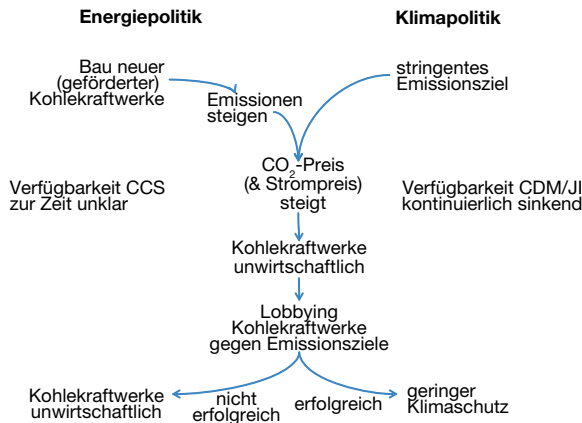 Energiepolitik
Klimapolitik
Bau neuer
(geförderter)
Kohlekraftwerke
Emissionen
steigen
stringentes
Emissionsziel
CO₂-Preis
(& Strompreis)
steigt
Verfügbarkeit CCS
zur Zeit unklar
Verfügbarkeit CDM/JI
kontinuierlich sinkend
Kohlekraftwerke
unwirtschaftlich
Lobbying
Kohlekraftwerke
gegen Emissionsziele
Kohlekraftwerke
unwirtschaftlich
nicht
erfolgreich
erfolgreich
geringer
Klimaschutz